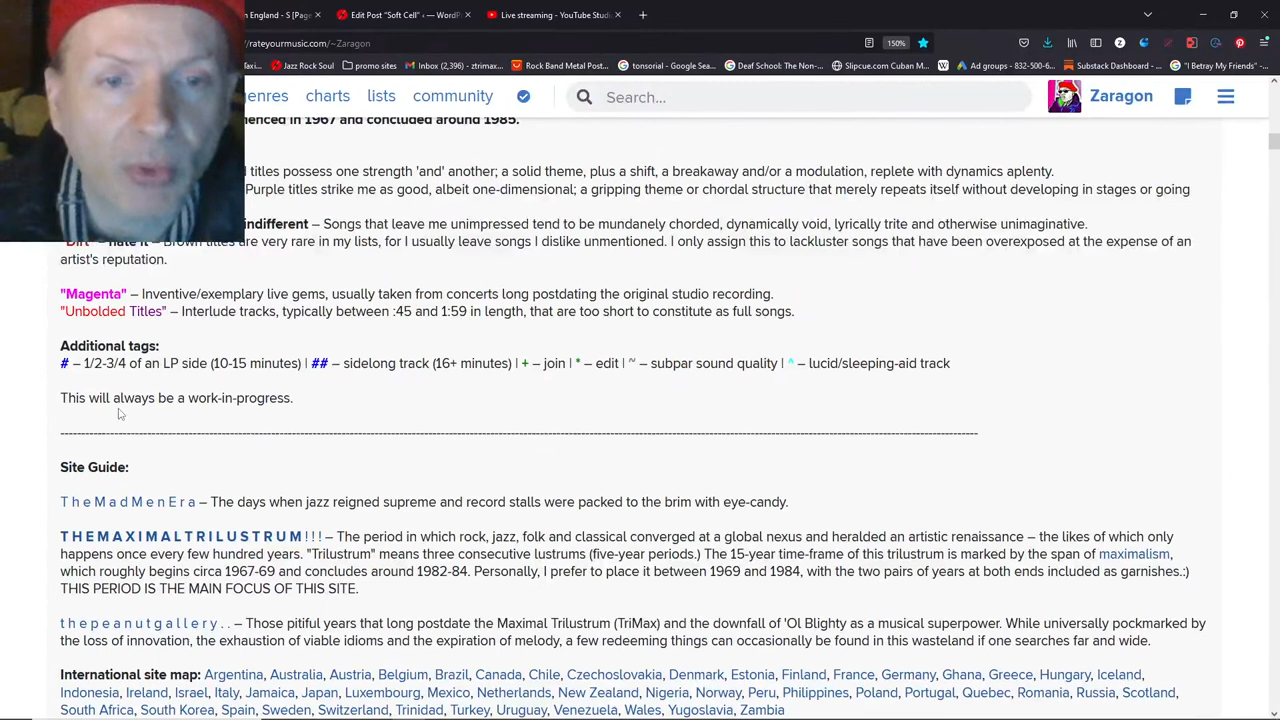 n England - S [Page
Edit Post “Soft Cell” ‹ — WordP
Live streaming - YouTube Studi
/rateyourmusic.com/~Zaragon
150%
axi...
Jazz Rock Soul
promo sites
Inbox (2,396) - ztrimax...
Rock Band Metal Post...
tonsorial - Google Sea...
Deaf School: The Non-...
Slipcue.com Cuban M...
Ad groups - 832-500-6...
Substack Dashboard -...
"I Betray My Friends" -...
enres
charts
lists
community
Search...
Zaragon
enced in 1967 and concluded around 1985.
titles possess one strength 'and' another; a solid theme, plus a shift, a breakaway and/or a modulation, replete with dynamics aplenty.
Purple titles strike me as good, albeit one-dimensional; a gripping theme or chordal structure that merely repeats itself without developing in stages or going
indifferent – Songs that leave me unimpressed tend to be mundanely chorded, dynamically void, lyrically trite and otherwise unimaginative.
"Dirt" – hate it – Brown titles are very rare in my lists, for I usually leave songs I dislike unmentioned. I only assign this to lackluster songs that have been overexposed at the expense of an
artist's reputation.
"Magenta" – Inventive/exemplary live gems, usually taken from concerts long postdating the original studio recording.
"Unbolded Titles" – Interlude tracks, typically between :45 and 1:59 in length, that are too short to constitute as full songs.
Additional tags:
# – 1/2-3/4 of an LP side (10-15 minutes) | ## – sidelong track (16+ minutes) | + – join | * – edit | ~ – subpar sound quality | ^ – lucid/sleeping-aid track
This will always be a work-in-progress.
----------------------------------------------------------------------------------------------------------------------------------------------------------------
Site Guide:
T h e M a d M e n E r a – The days when jazz reigned supreme and record stalls were packed to the brim with eye-candy.
T H E M A X I M A L T R I L U S T R U M ! ! ! – The period in which rock, jazz, folk and classical converged at a global nexus and heralded an artistic renaissance – the likes of which only
happens once every few hundred years. "Trilustrum" means three consecutive lustrums (five-year periods.) The 15-year time-frame of this trilustrum is marked by the span of maximalism,
which roughly begins circa 1967-69 and concludes around 1982-84. Personally, I prefer to place it between 1969 and 1984, with the two pairs of years at both ends included as garnishes.:)
THIS PERIOD IS THE MAIN FOCUS OF THIS SITE.
t h e p e a n u t g a l l e r y . . – Those pitiful years that long postdate the Maximal Trilustrum (TriMax) and the downfall of 'Ol Blighty as a musical superpower. While universally pockmarked by
the loss of innovation, the exhaustion of viable idioms and the expiration of melody, a few redeeming things can occasionally be found in this wasteland if one searches far and wide.
International site map: Argentina, Australia, Austria, Belgium, Brazil, Canada, Chile, Czechoslovakia, Denmark, Estonia, Finland, France, Germany, Ghana, Greece, Hungary, Iceland,
Indonesia, Ireland, Israel, Italy, Jamaica, Japan, Luxembourg, Mexico, Netherlands, New Zealand, Nigeria, Norway, Peru, Philippines, Poland, Portugal, Quebec, Romania, Russia, Scotland,
South Africa, South Korea, Spain, Sweden, Switzerland, Trinidad, Turkey, Uruguay, Venezuela, Wales, Yugoslavia, Zambia